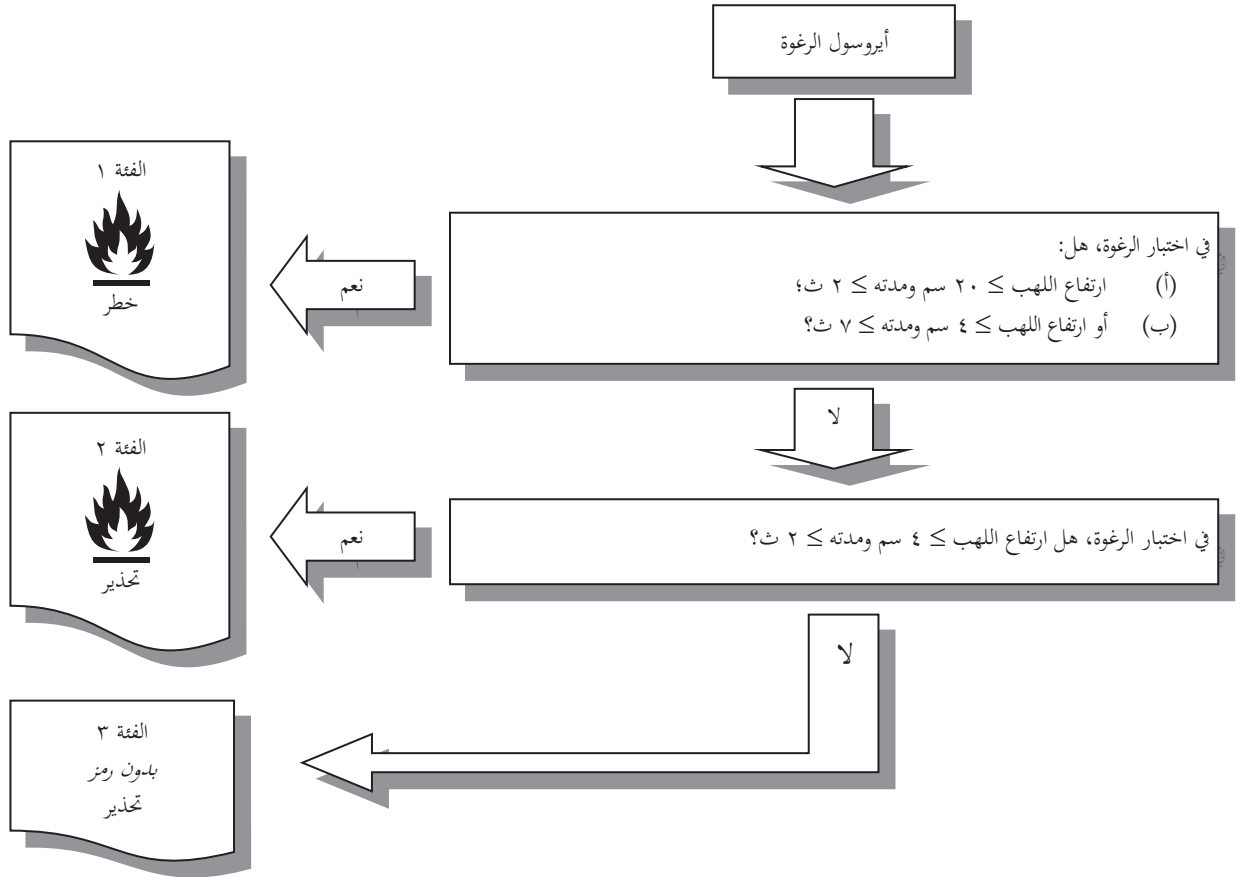 أيروسول الرغوة
في اختبار الرغوة، هل:
(أ) ارتفاع اللهب ≥ ٢٠ سم ومدته ≥ ٢ ث؛
(ب) أو ارتفاع اللهب ≥ ٤ سم ومدته ≥ ٧ ث؟
نعم
الفئة ١
خطر
لا
في اختبار الرغوة، هل ارتفاع اللهب ≥ ٤ سم ومدته ≥ ٢ ث؟
نعم
الفئة ٢
تحذير
لا
الفئة ٣
بدون رمز
تحذير